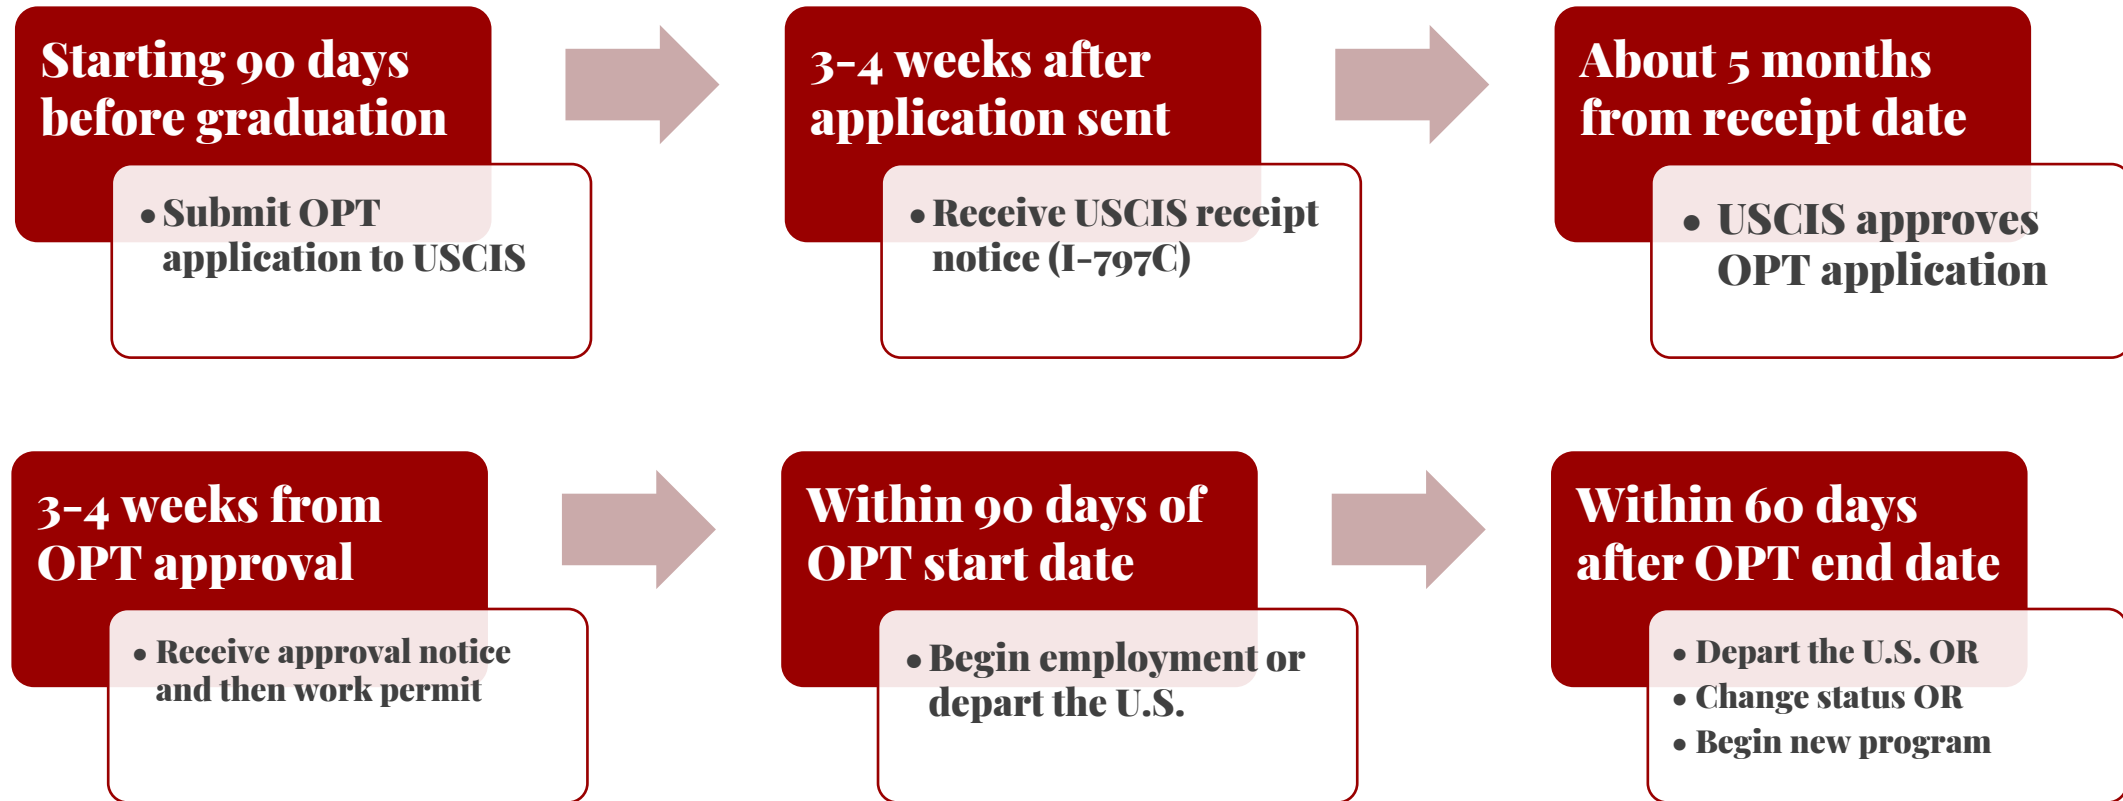 Starting 90 days
before graduation
• Submit OPT
application to USCIS
3-4 weeks after
application sent
• Receive USCIS receipt
notice (I-797C)
About 5 months
from receipt date
• USCIS approves
OPT application
3-4 weeks from
OPT approval
• Receive approval notice
and then work permit
Within 90 days of
OPT start date
• Begin employment or
depart the U.S.
Within 60 days
after OPT end date
• Depart the U.S. OR
• Change status OR
• Begin new program